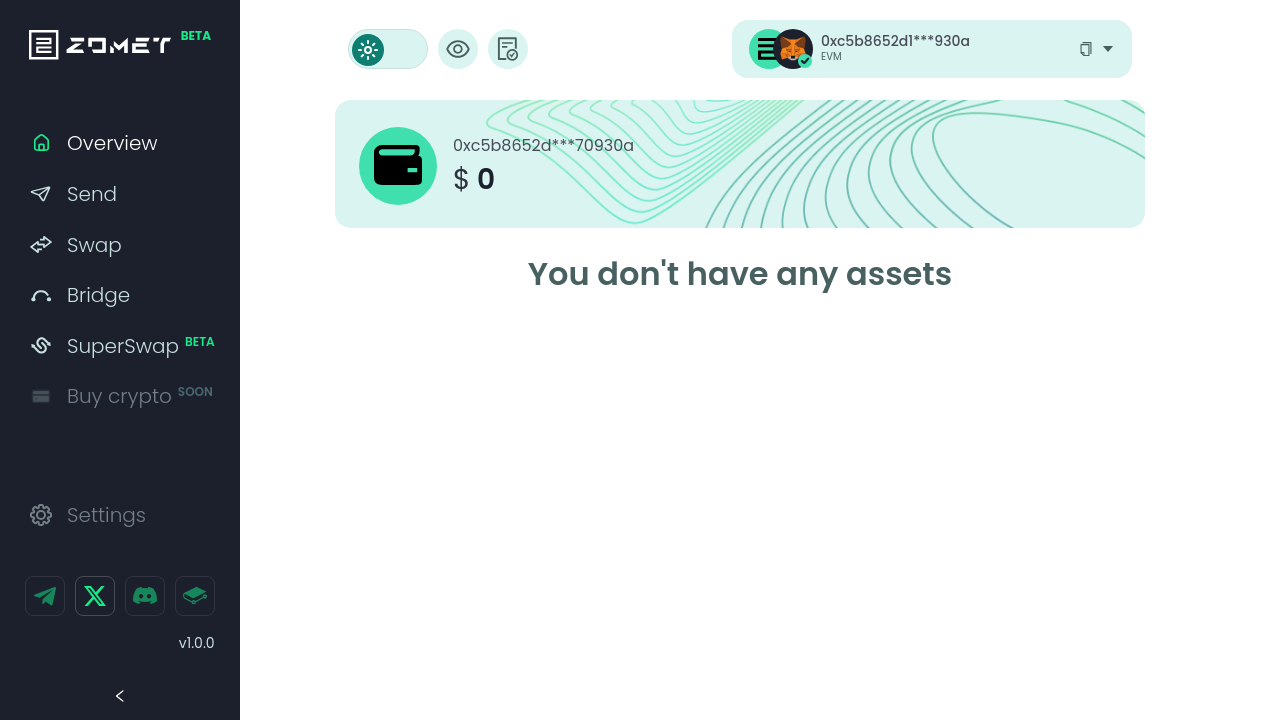 ZOMET BETA
Overview
Send
Swap
Bridge
SuperSwap BETA
Buy crypto SOON
Settings
v1.0.0
0xc5b8652d1***930a
EVM
0xc5b8652d***70930a
$ 0
You don't have any assets